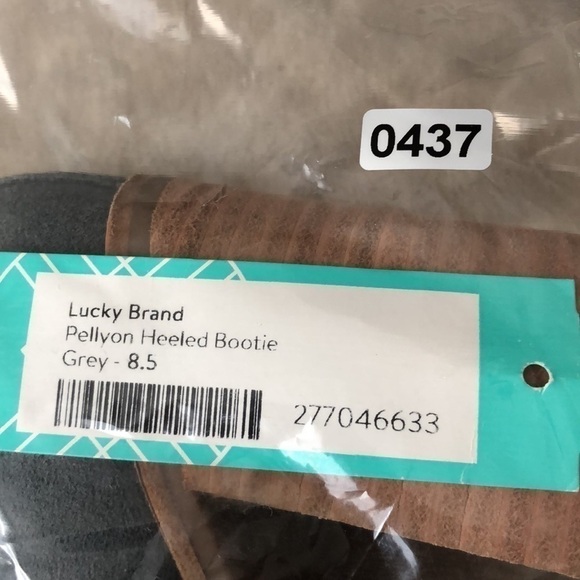 0437
Lucky Brand
Pellyon Heeled Bootie
Grey - 8.5
277046633